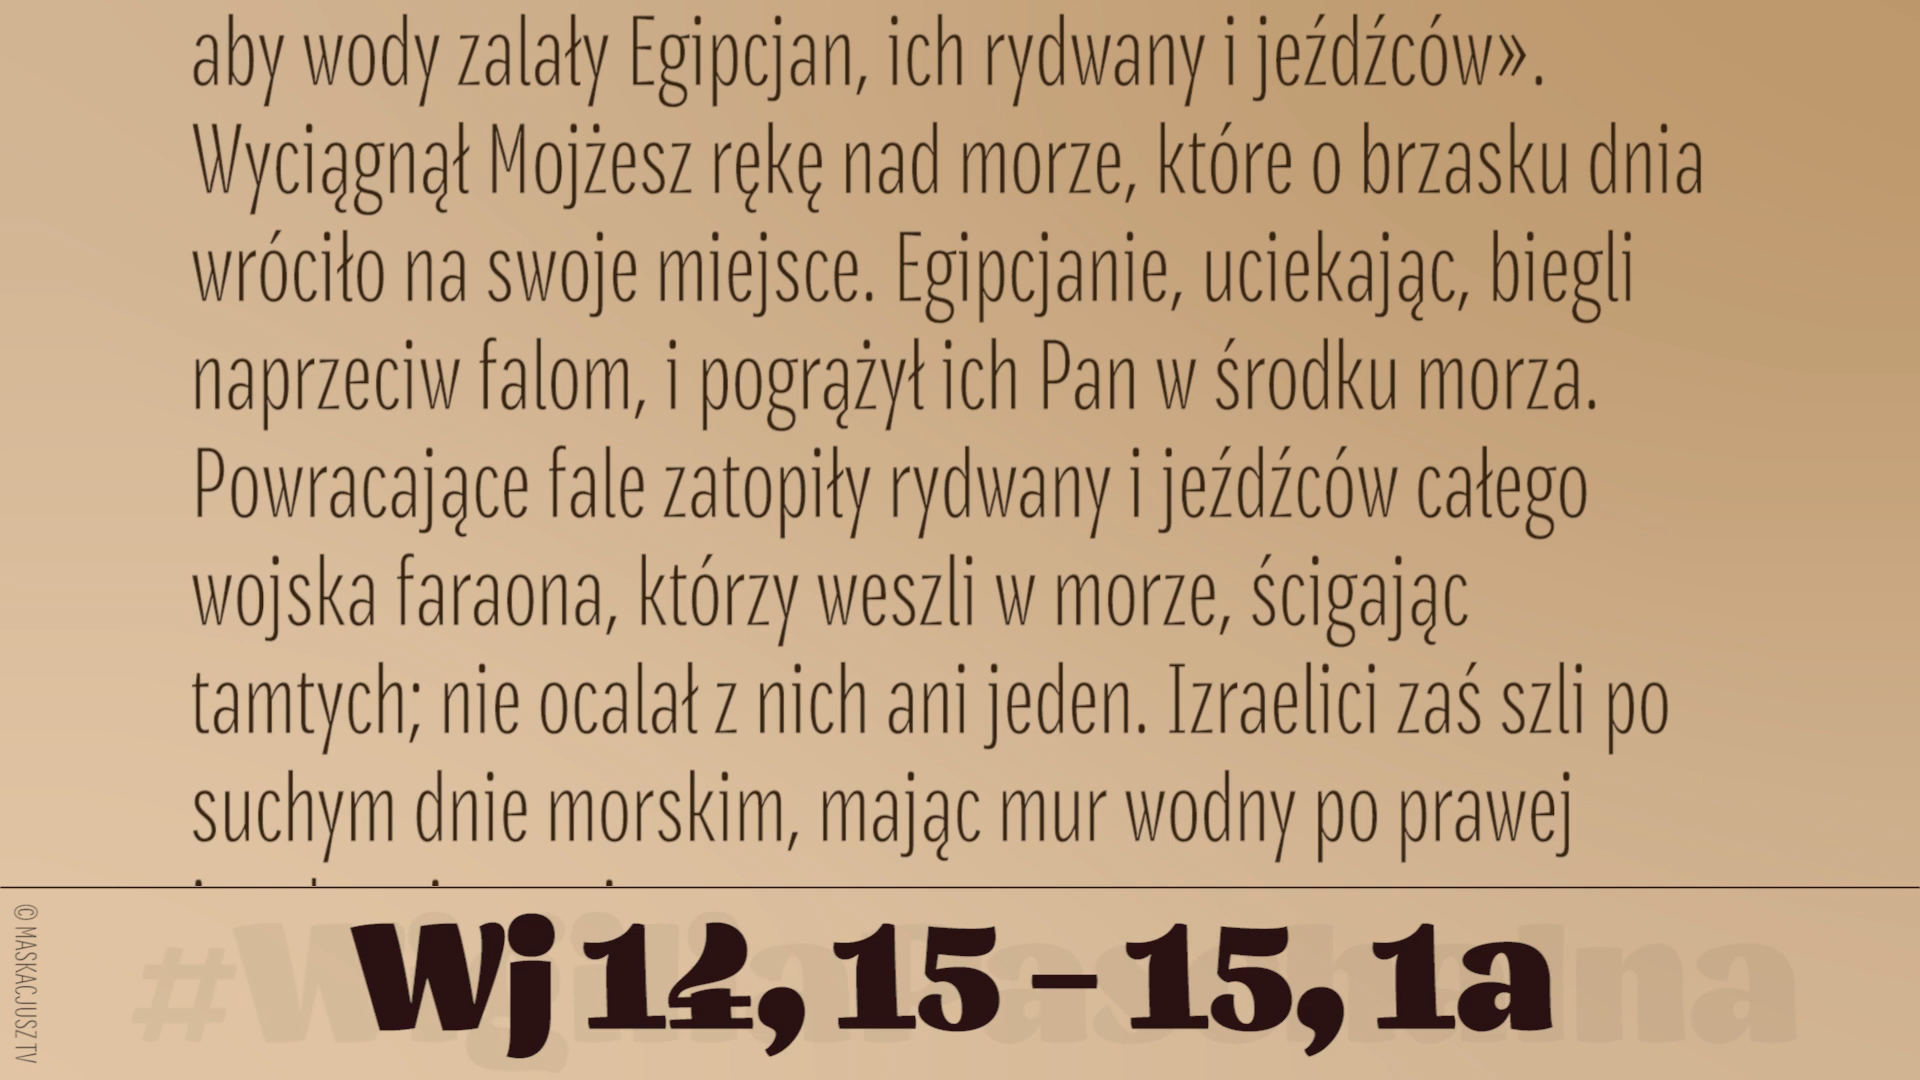 aby wody zalały Egipcjan, ich rydwany i jeźdźców».
Wyciągnął Mojżesz rękę nad morze, które o brzasku dnia
wróciło na swoje miejsce. Egipcjanie, uciekając, biegli
naprzeciw falom, i pogrążył ich Pan w środku morza.
Powracające fale zatopiły rydwany i jeźdźców całego
wojska faraona, którzy weszli w morze, ścigając
tamtych; nie ocalał z nich ani jeden. Izraelici zaś szli po
suchym dnie morskim, mając mur wodny po prawej
#WigiliaPaschalna
Wj 14, 15 – 15, 1a
© MASKACJUSZ TV